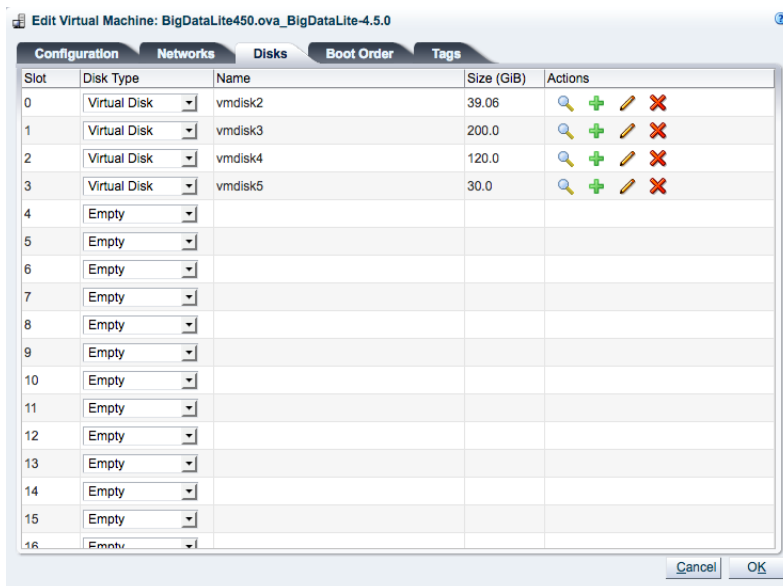 Edit Virtual Machine: BigDataLite450.ova_BigDataLite-4.5.0
Configuration Networks Disks Boot Order Tags
Slot Disk Type Name Size (GiB) Actions
0 Virtual Disk vmdisk2 39.06
1 Virtual Disk vmdisk3 200.0
2 Virtual Disk vmdisk4 120.0
3 Virtual Disk vmdisk5 30.0
4 Empty
5 Empty
6 Empty
7 Empty
8 Empty
9 Empty
10 Empty
11 Empty
12 Empty
13 Empty
14 Empty
15 Empty
16 Empty
Cancel OK